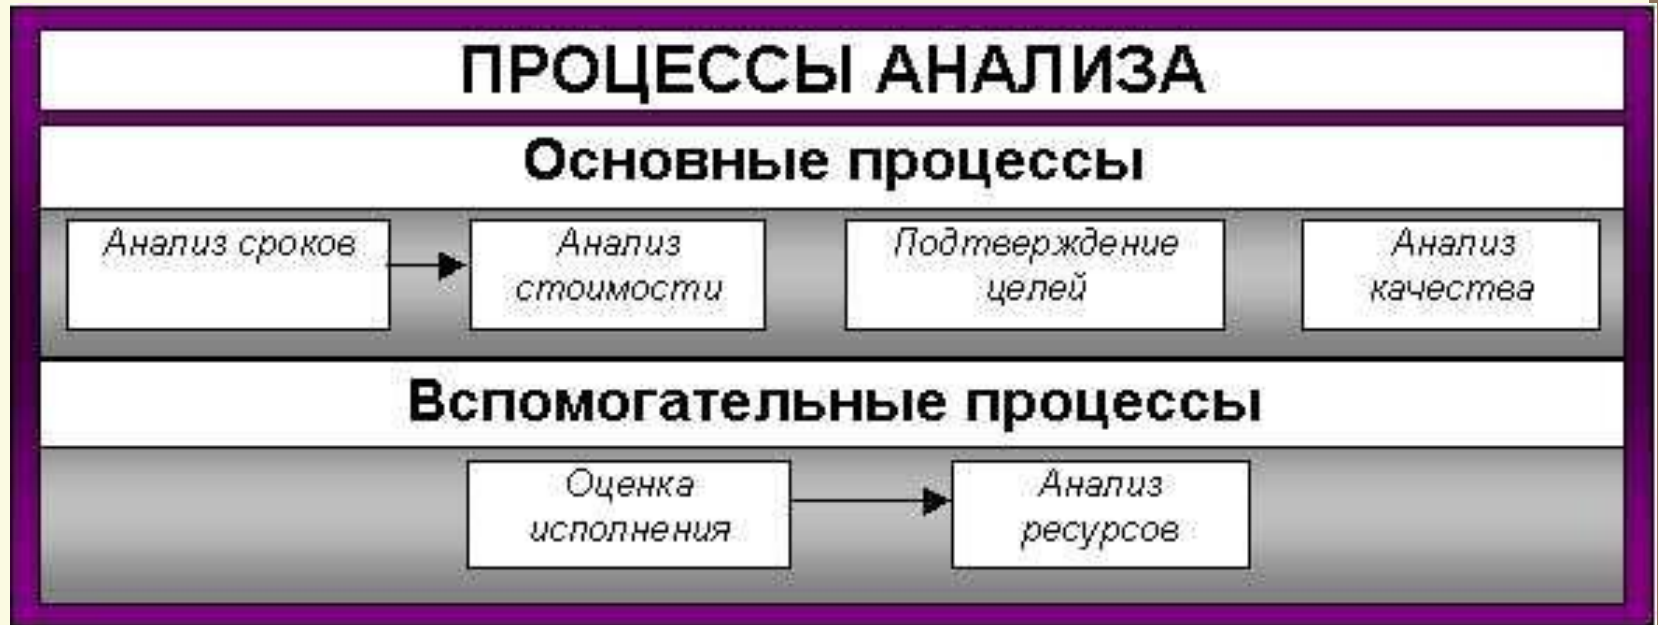 ПРОЦЕССЫ АНАЛИЗА
Основные процессы
Анализ сроков
Анализ
стоимости
Подтверждение
целей
Анализ
качества
Вспомогательные процессы
Оценка
исполнения
Анализ
ресурсов